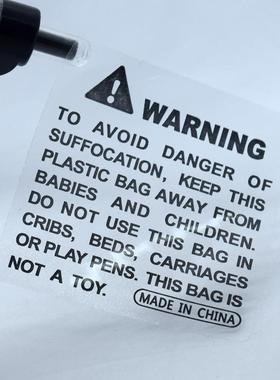 WARNING
TO AVOID DANGER OF
SUFFOCATION, KEEP THIS
PLASTIC BAG AWAY FROM
BABIES AND CHILDREN.
DO NOT USE THIS BAG IN
CRIBS, BEDS, CARRIAGES
OR PLAY PENS. THIS BAG IS
NOT A TOY.
MADE IN CHINA